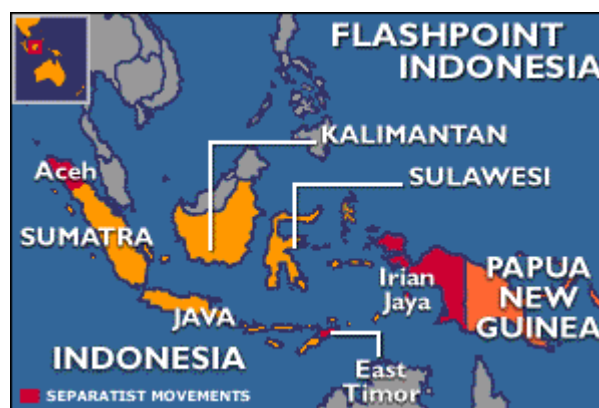 FLASHPOINT
INDONESIA
KALIMANTAN
SULAWESI
Aceh
SUMATRA
Irian
Jaya
PAPUA
NEW
GUINEA
JAVA
INDONESIA
East
Timor
SEPARATIST MOVEMENTS